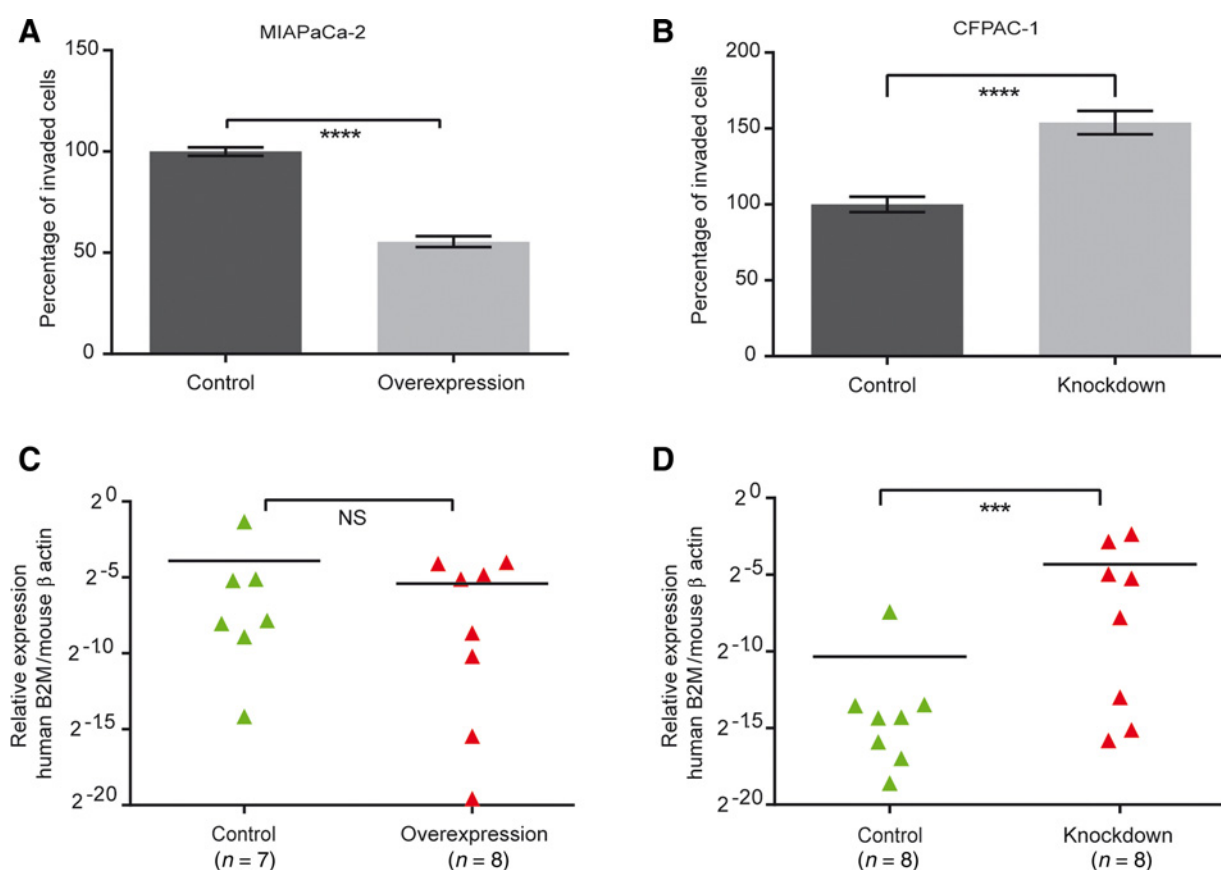 A
MIAPaCa-2
Percentage of invaded cells
150
100
50
0
****
Control
Overexpression
B
CFPAC-1
Percentage of invaded cells
200
150
100
50
0
****
Control
Knockdown
C
Relative expression
human B2M/mouse β actin
2^0
2^-5
2^-10
2^-15
2^-20
NS
Control
(n = 7)
Overexpression
(n = 8)
D
Relative expression
human B2M/mouse β actin
2^0
2^-5
2^-10
2^-15
2^-20
***
Control
(n = 8)
Knockdown
(n = 8)